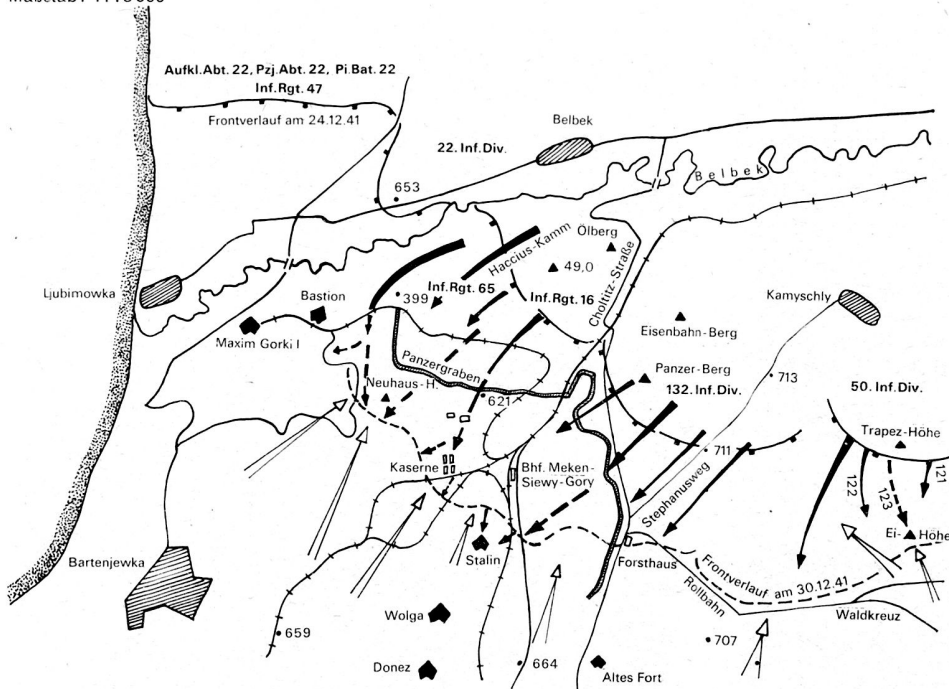 Aufkl.Abt. 22, Pzj.Abt. 22, Pi.Bat. 22
Inf.Rgt. 47
Frontverlauf am 24.12.41
Belbek
22. Inf.Div.
Belbek
653
Ölberg
Haccius-Kamm
49,0
Choltitz-Straße
Ljubimowka
Bastion
399
Inf.Rgt. 65
Inf.Rgt. 16
Kamyschly
Maxim Gorki I
Eisenbahn-Berg
Panzergraben
Panzer-Berg
713
Neuhaus-H.
132. Inf.Div.
50. Inf.Div.
621
Trapez-Höhe
711
Kaserne
Bhf. Meken-
Siewy-Gory
Stephanusweg
122
123
121
Ei-Höhe
Stalin
Forsthaus
Bartenjewka
Frontverlauf am 30.12.41
Rollbahn
Waldkreuz
Wolga
659
707
Donez
664
Altes Fort